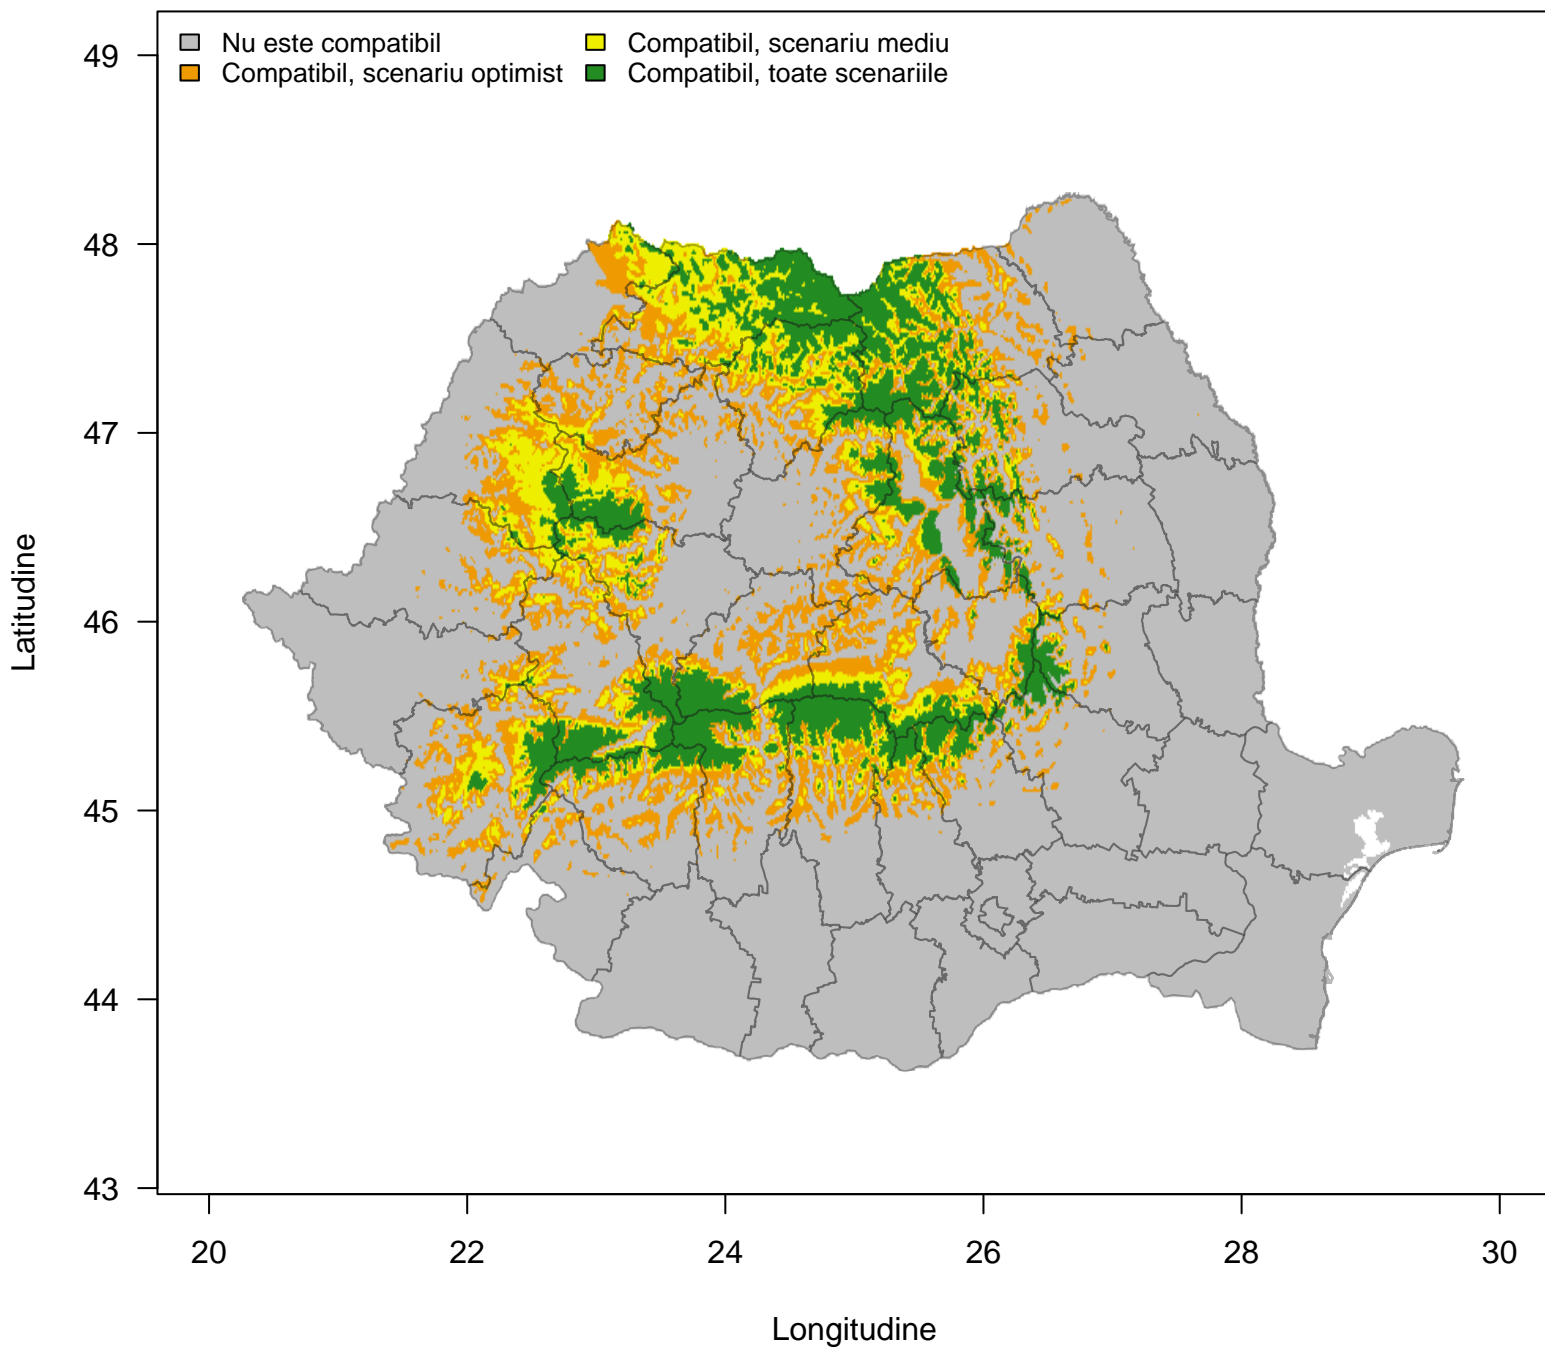 Nu este compatibil
Compatibil, scenariu optimist
Compatibil, scenariu mediu
Compatibil, toate scenariile
49
48
47
46
45
44
43
Latitudine
20 22 24 26 28 30
Longitudine